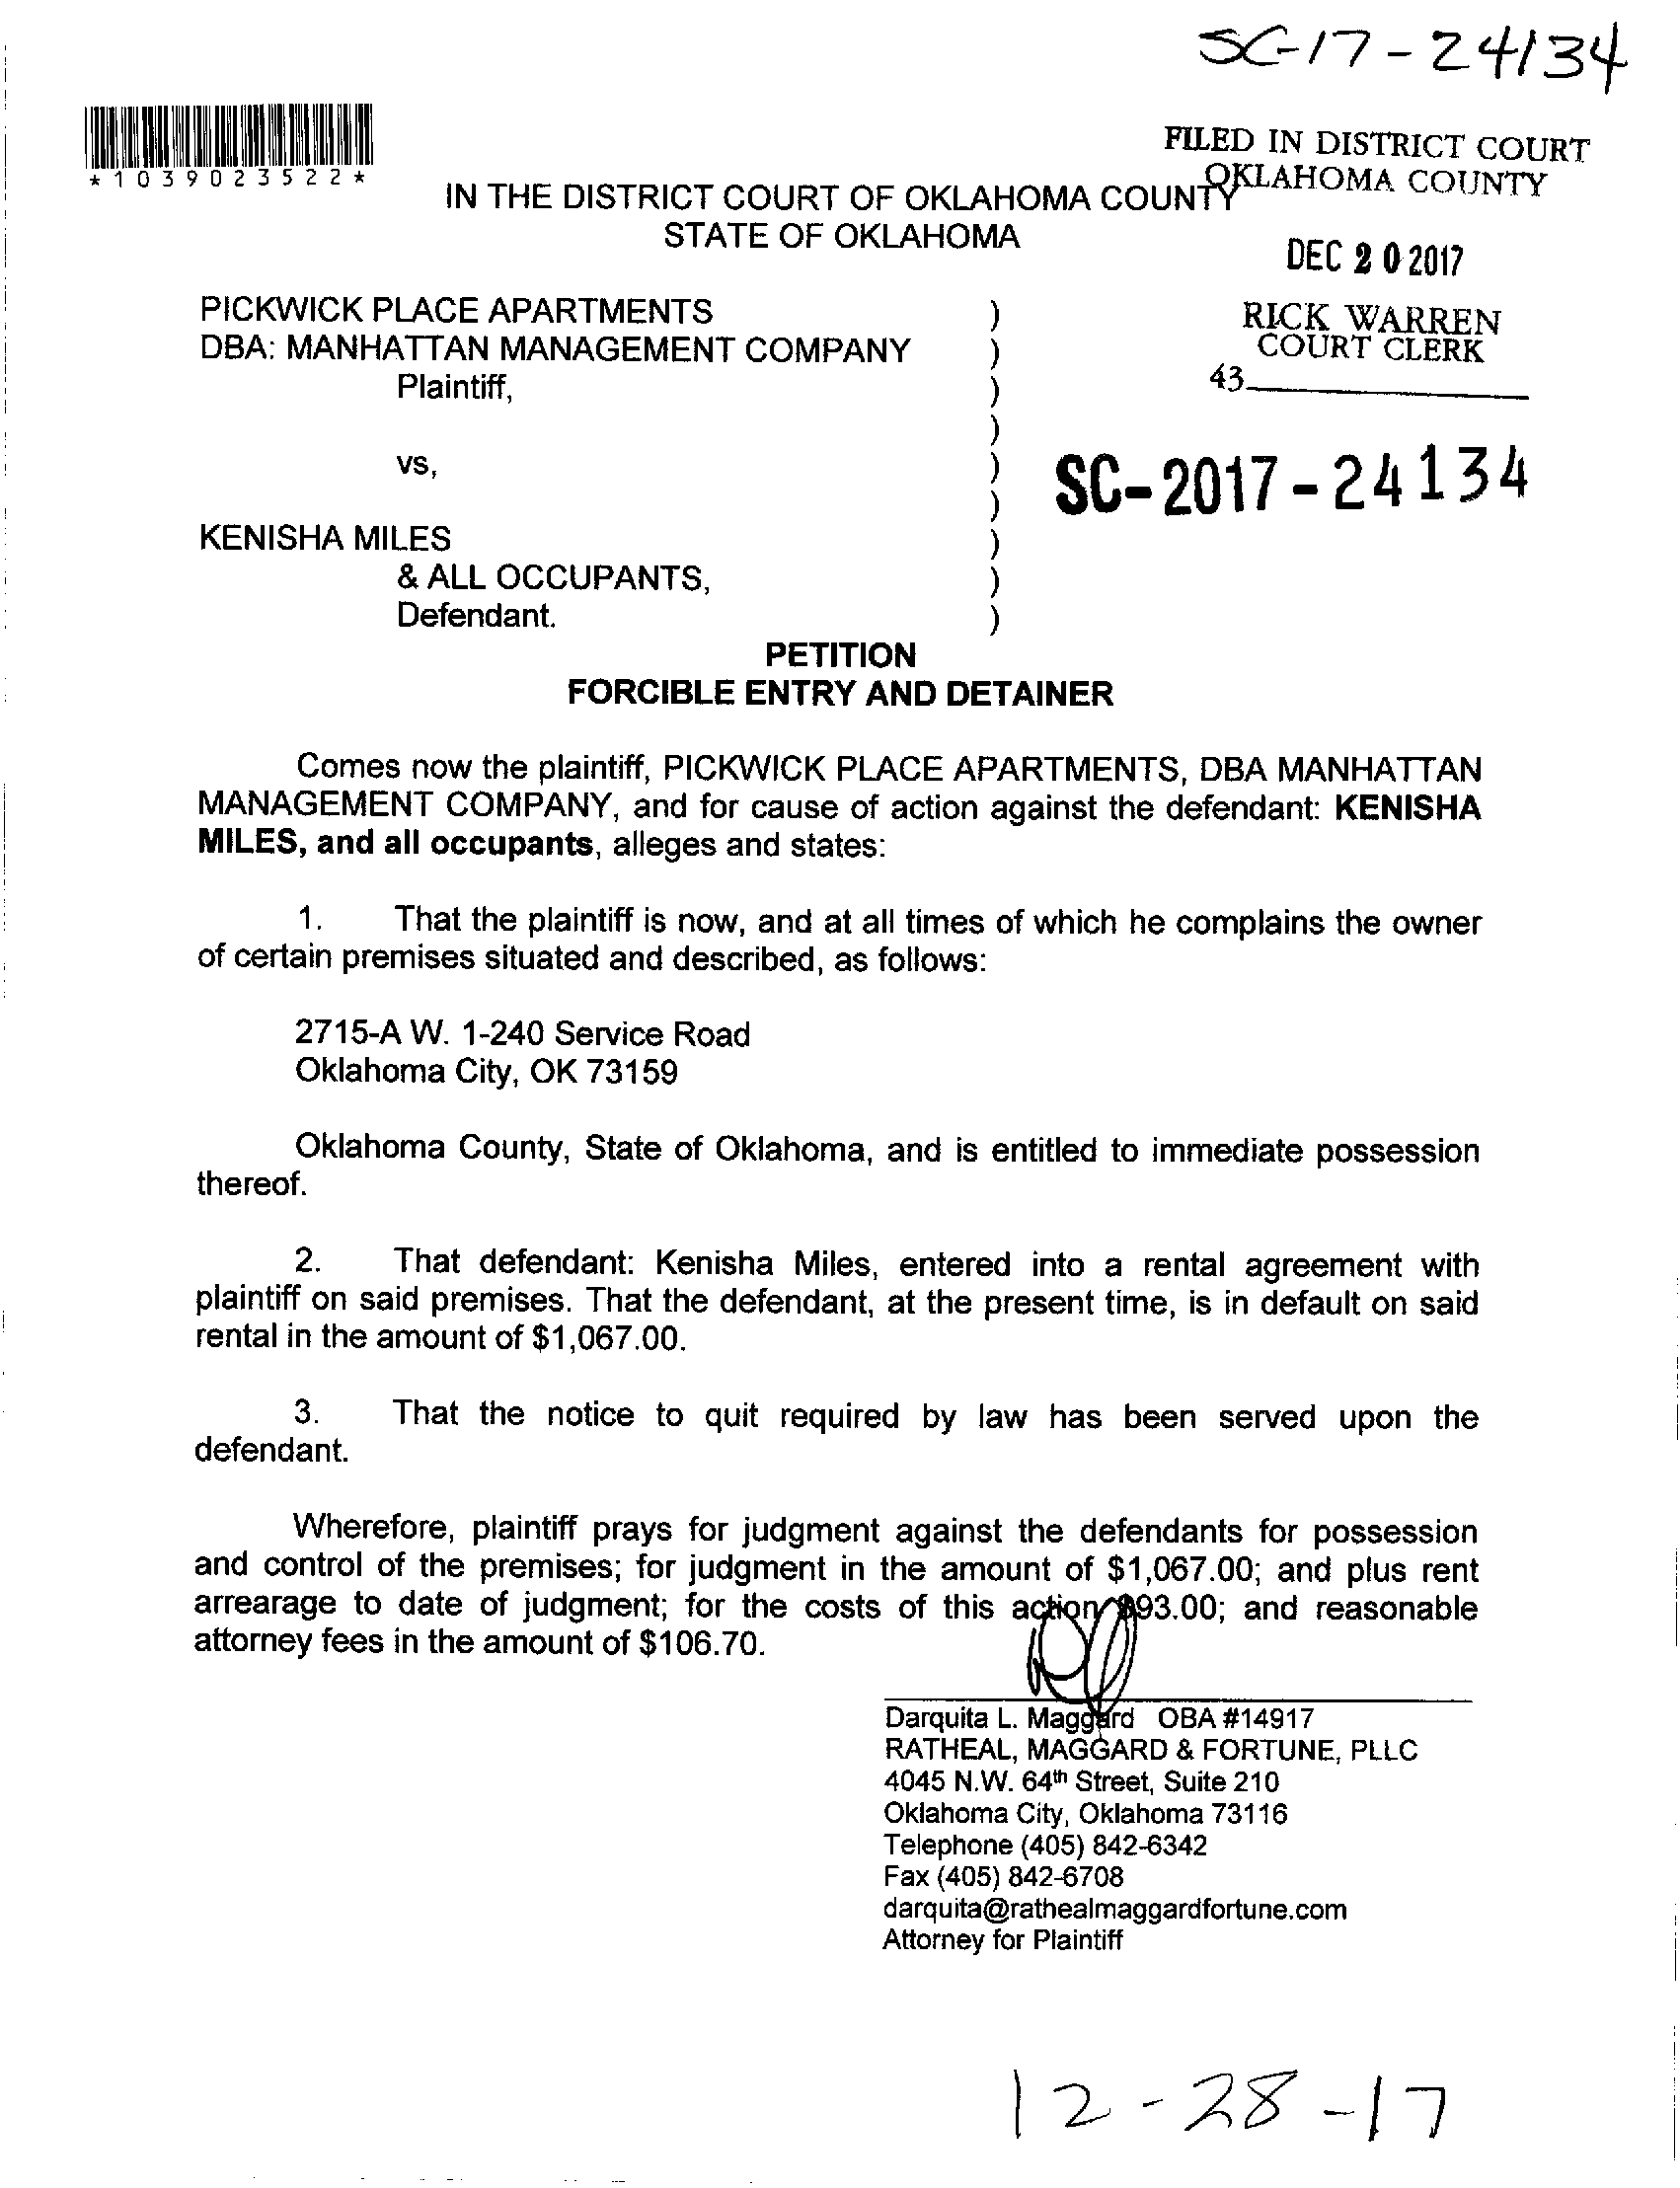 SC-17-24134
FILED IN DISTRICT COURT
OKLAHOMA COUNTY
*1039023522*
IN THE DISTRICT COURT OF OKLAHOMA COUNTY
STATE OF OKLAHOMA
DEC 20 2017
PICKWICK PLACE APARTMENTS )
RICK WARREN
DBA: MANHATTAN MANAGEMENT COMPANY )
COURT CLERK
Plaintiff, )
43
)
vs, )
SC-2017-24134
)
KENISHA MILES )
& ALL OCCUPANTS, )
Defendant. )
PETITION
FORCIBLE ENTRY AND DETAINER
Comes now the plaintiff, PICKWICK PLACE APARTMENTS, DBA MANHATTAN
MANAGEMENT COMPANY, and for cause of action against the defendant: KENISHA
MILES, and all occupants, alleges and states:
1. That the plaintiff is now, and at all times of which he complains the owner
of certain premises situated and described, as follows:
2715-A W. 1-240 Service Road
Oklahoma City, OK 73159
Oklahoma County, State of Oklahoma, and is entitled to immediate possession
thereof.
2. That defendant: Kenisha Miles, entered into a rental agreement with
plaintiff on said premises. That the defendant, at the present time, is in default on said
rental in the amount of $1,067.00.
3. That the notice to quit required by law has been served upon the
defendant.
Wherefore, plaintiff prays for judgment against the defendants for possession
and control of the premises; for judgment in the amount of $1,067.00; and plus rent
arrearage to date of judgment; for the costs of this action $93.00; and reasonable
attorney fees in the amount of $106.70.
Darquita L. Maggard OBA #14917
RATHEAL, MAGGARD & FORTUNE, PLLC
4045 N.W. 64th Street, Suite 210
Oklahoma City, Oklahoma 73116
Telephone (405) 842-6342
Fax (405) 842-6708
darquita@rathealmaggardfortune.com
Attorney for Plaintiff
12-28-17